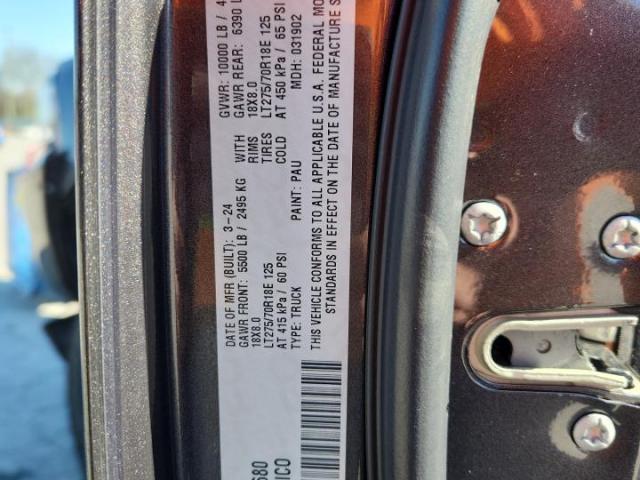 DATE OF MFR (BUILT): 3-24 GVWR: 10000 LB / 4
GAWR FRONT: 5500 LB / 2495 KG WITH GAWR REAR: 6390 L
18X8.0 RIMS 18X8.0
LT275/70R18E 125 TIRES LT275/70R18E 125
AT 415 kPa / 60 PSI COLD AT 450 kPa / 65 PSI
TYPE: TRUCK PAINT: PAU MDH: 031902
THIS VEHICLE CONFORMS TO ALL APPLICABLE U.S.A. FEDERAL MO
STANDARDS IN EFFECT ON THE DATE OF MANUFACTURE S
680
ICO